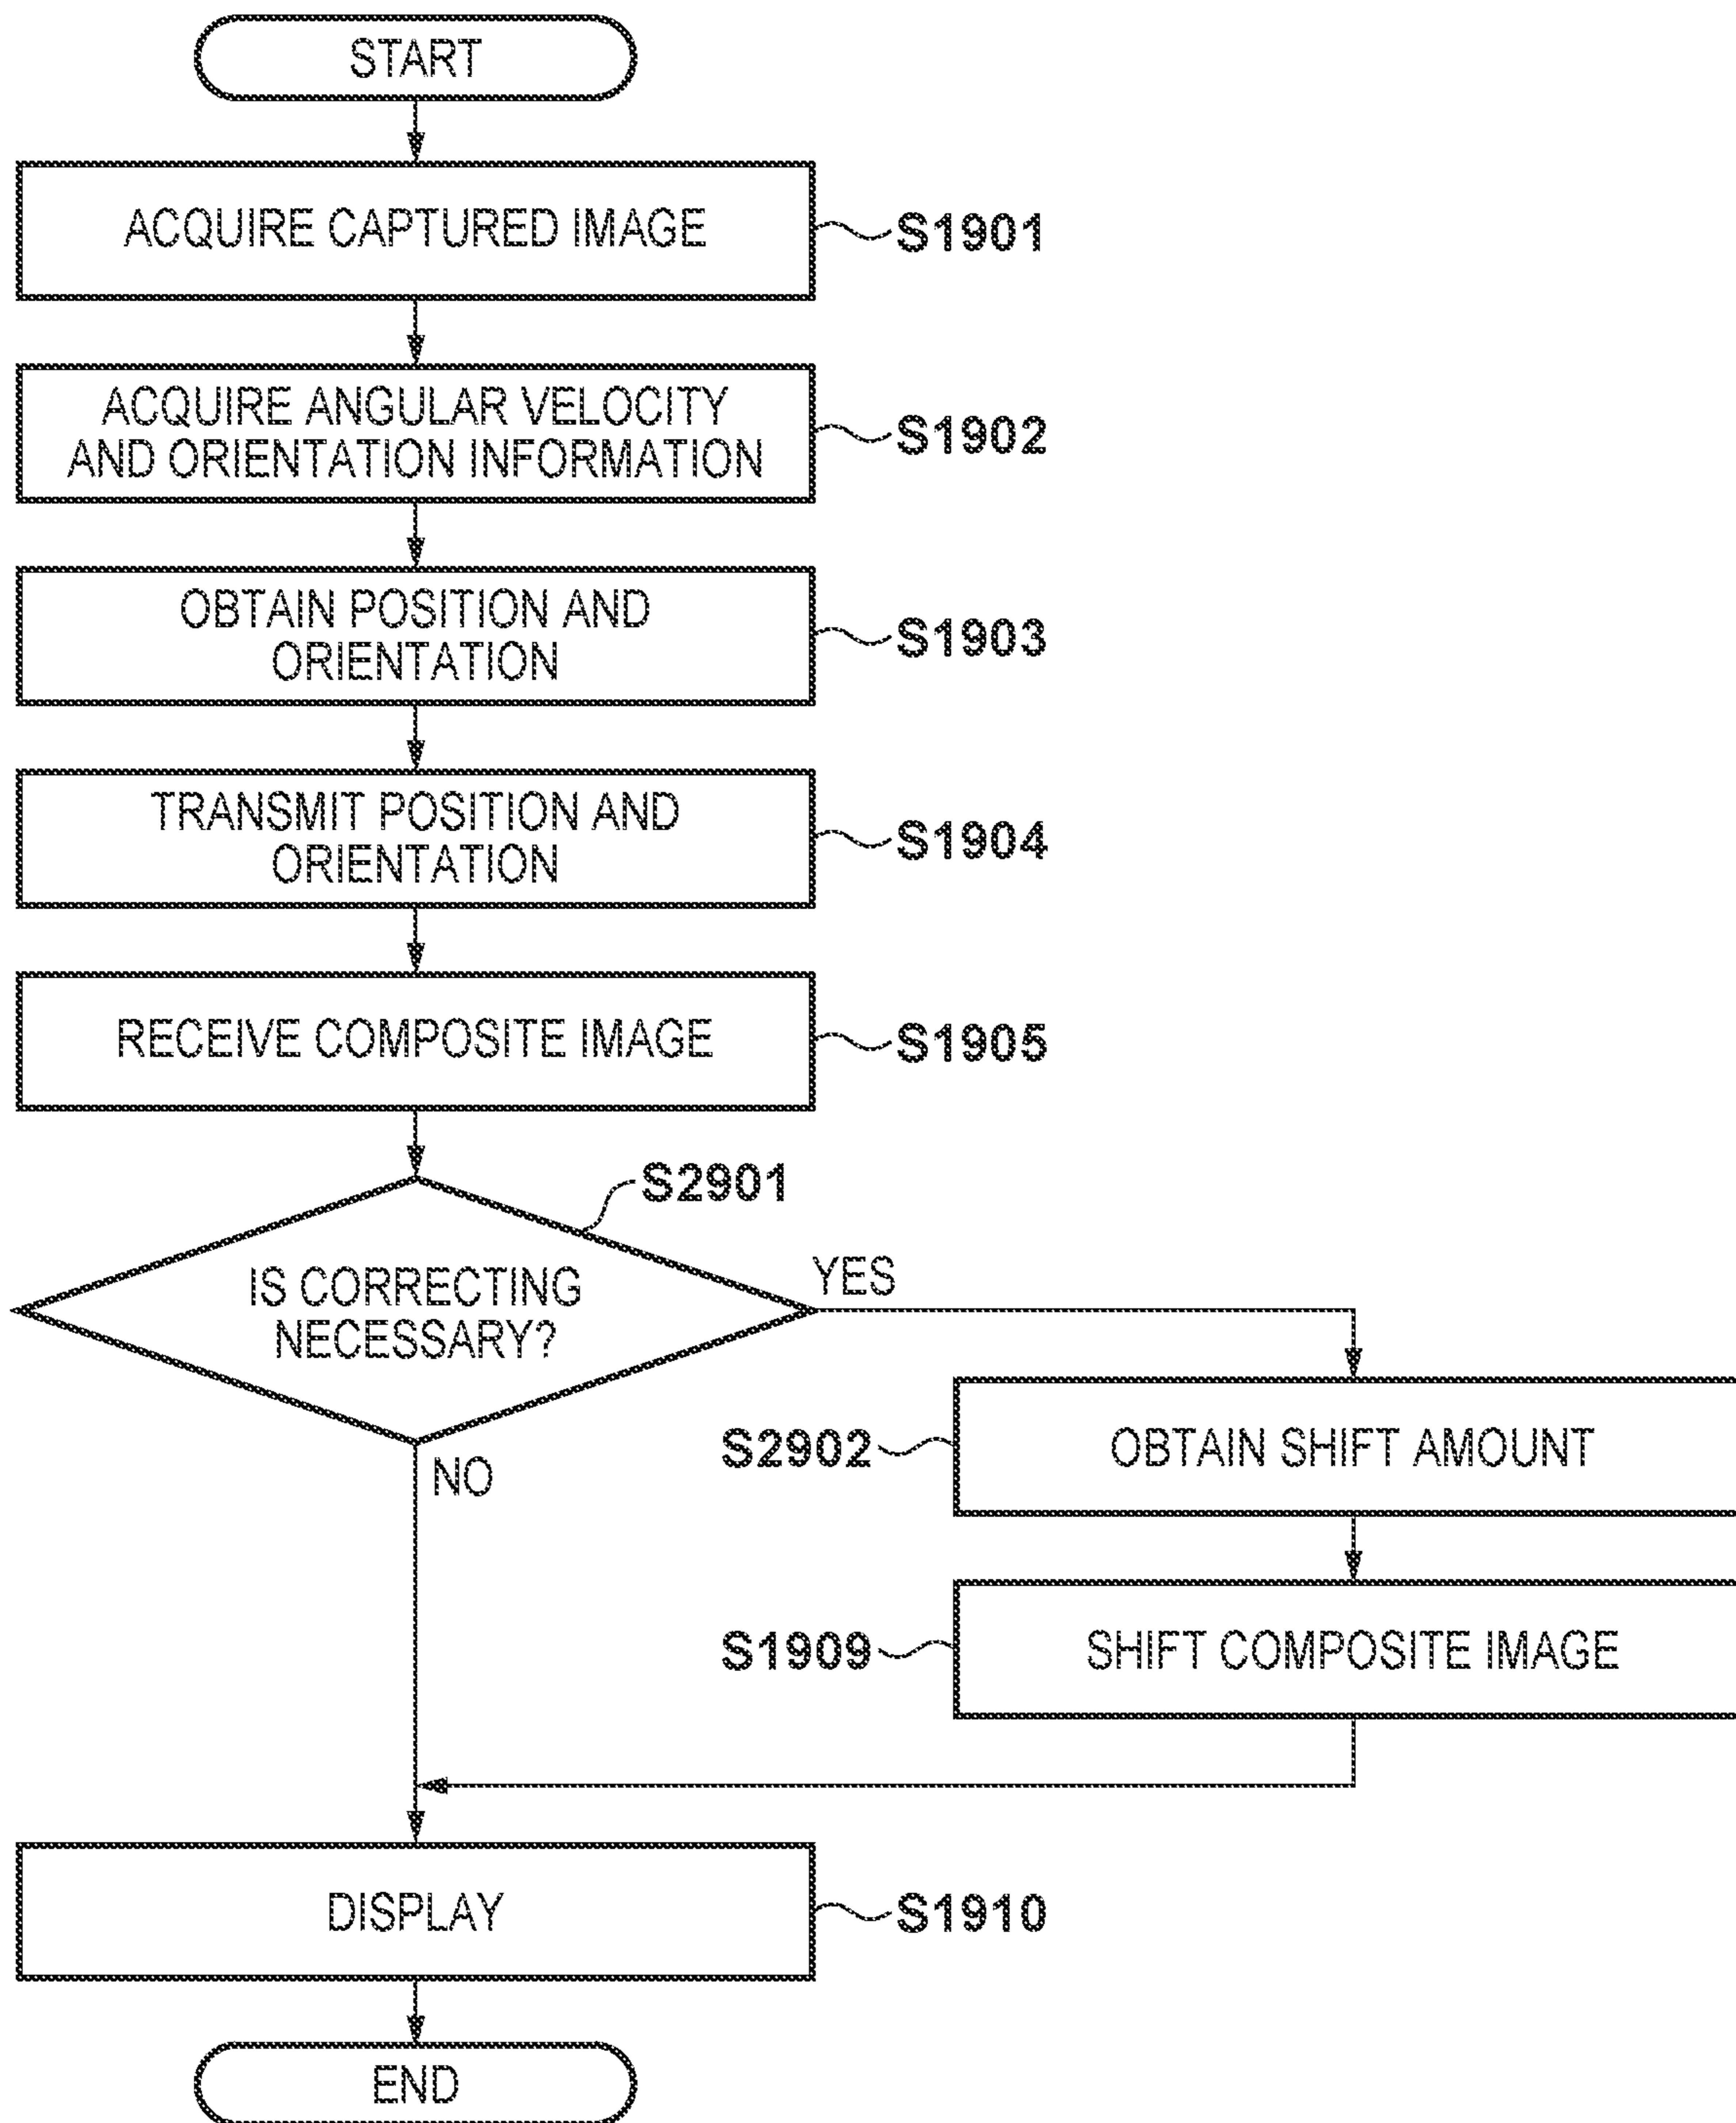 START
ACQUIRE CAPTURED IMAGE
S1901
ACQUIRE ANGULAR VELOCITY
AND ORIENTATION INFORMATION
S1902
OBTAIN POSITION AND
ORIENTATION
S1903
TRANSMIT POSITION AND
ORIENTATION
S1904
RECEIVE COMPOSITE IMAGE
S1905
S2901
IS CORRECTING
NECESSARY?
YES
NO
S2902
OBTAIN SHIFT AMOUNT
S1909
SHIFT COMPOSITE IMAGE
DISPLAY
S1910
END